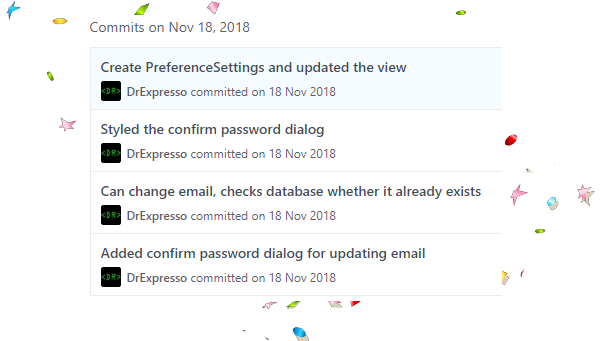 Commits on Nov 18, 2018
Create PreferenceSettings and updated the view
<DR> DrExpresso committed on 18 Nov 2018
Styled the confirm password dialog
<DR> DrExpresso committed on 18 Nov 2018
Can change email, checks database whether it already exists
<DR> DrExpresso committed on 18 Nov 2018
Added confirm password dialog for updating email
<DR> DrExpresso committed on 18 Nov 2018